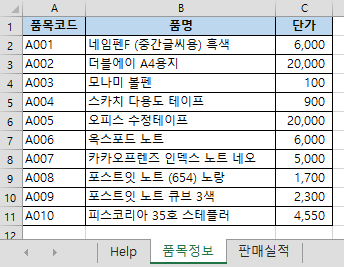 A B C
1 품목코드 품명 단가
2 A001 네임펜F (중간글씨용) 흑색 6,000
3 A002 더블에이 A4용지 20,000
4 A003 모나미 볼펜 100
5 A004 스카치 다용도 테이프 900
6 A005 오피스 수정테이프 20,000
7 A006 옥스포드 노트 6,000
8 A007 카카오프렌즈 인덱스 노트 네오 5,000
9 A008 포스트잇 노트 (654) 노랑 1,700
10 A009 포스트잇 노트 큐브 3색 2,300
11 A010 피스코리아 35호 스테플러 4,550
12
Help 품목정보 판매실적